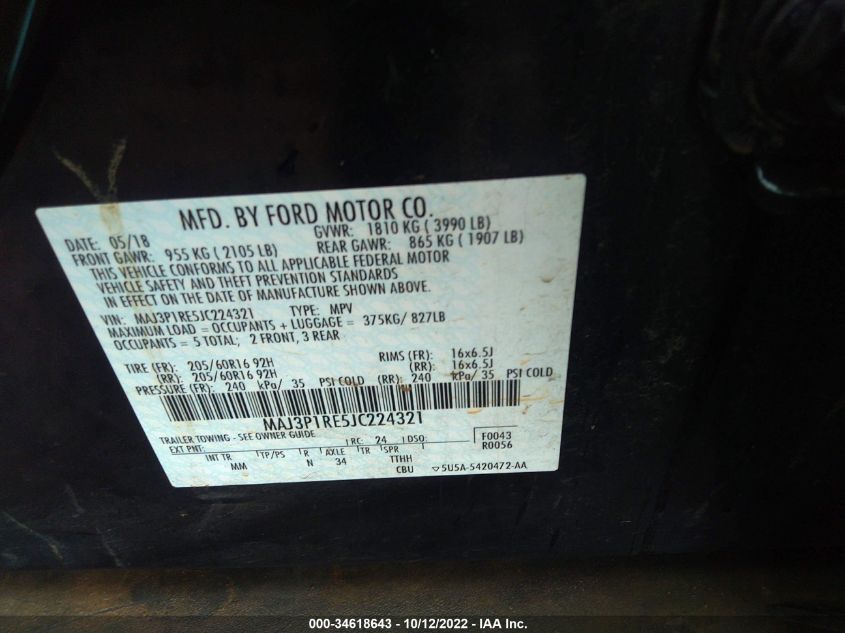 MFD. BY FORD MOTOR CO.
DATE: 05/18 GVWR: 1810 KG ( 3990 LB)
FRONT GAWR: 955 KG ( 2105 LB) REAR GAWR: 865 KG ( 1907 LB)
THIS VEHICLE CONFORMS TO ALL APPLICABLE FEDERAL MOTOR
VEHICLE SAFETY AND THEFT PREVENTION STANDARDS
IN EFFECT ON THE DATE OF MANUFACTURE SHOWN ABOVE.
VIN: MAJ3P1RE5JC224321 TYPE: MPV
MAXIMUM LOAD = OCCUPANTS + LUGGAGE = 375KG/ 827LB
OCCUPANTS = 5 TOTAL; 2 FRONT, 3 REAR
TIRE (FR): 205/60R16 92H RIMS (FR): 16x6.5J
(RR): 205/60R16 92H (RR): 16x6.5J
PRESSURE (FR): 240 kPa/ 35 PSI COLD (RR): 240 kPa/ 35 PSI COLD
MAJ3P1RE5JC224321
TRAILER TOWING - SEE OWNER GUIDE
EXT PNT: RC: 24 DSO: F0043
R0056
INT TR TP/PS R AXLE TR SPR
MM N 34 TTHH
CBU 5U5A-5420472-AA
000-34618643 - 10/12/2022 - IAA Inc.